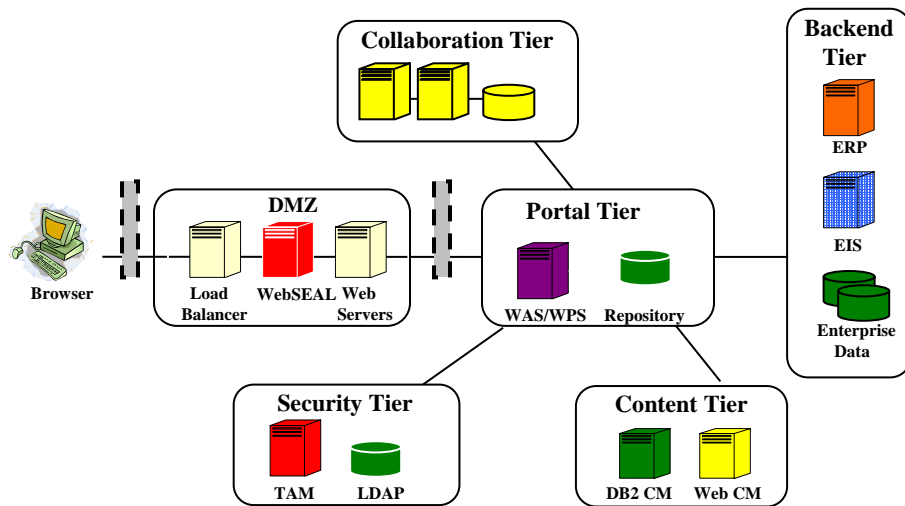 Collaboration Tier
Backend
Tier
ERP
EIS
Enterprise
Data
DMZ
Load
Balancer
WebSEAL
Web
Servers
Browser
Portal Tier
WAS/WPS
Repository
Security Tier
TAM
LDAP
Content Tier
DB2 CM
Web CM